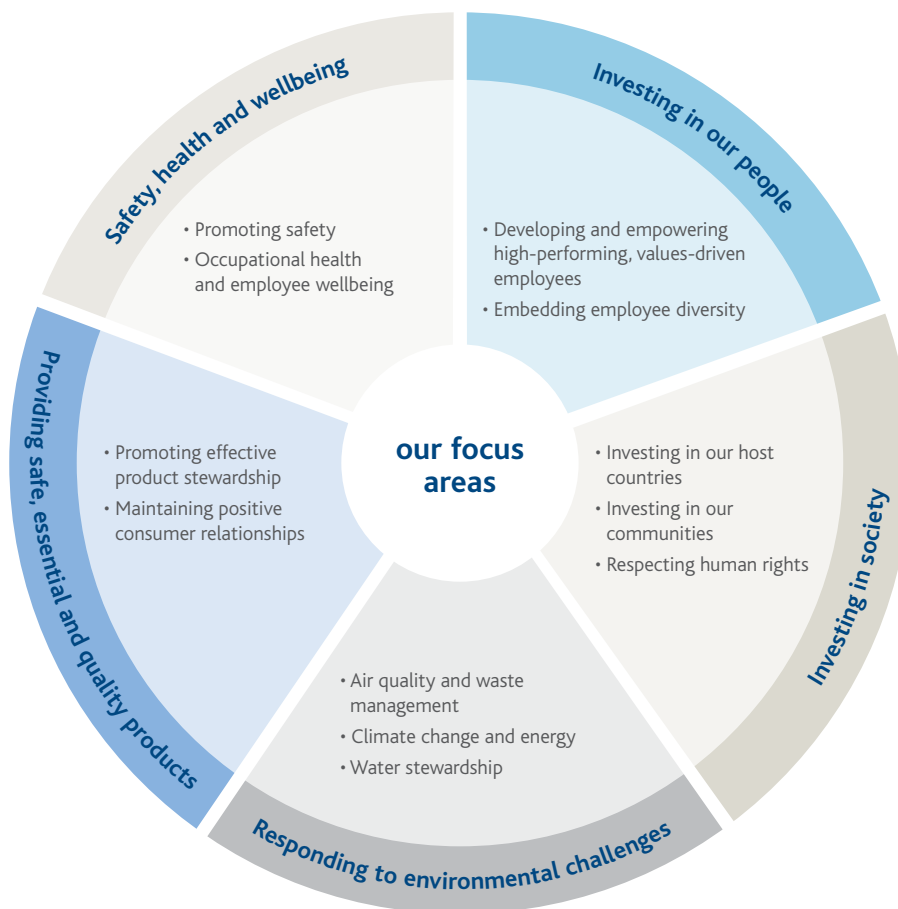 our focus
areas
Safety, health and wellbeing
• Promoting safety
• Occupational health
and employee wellbeing
Investing in our people
• Developing and empowering
high-performing, values-driven
employees
• Embedding employee diversity
Investing in society
• Investing in our host
countries
• Investing in our
communities
• Respecting human rights
Responding to environmental challenges
• Air quality and waste
management
• Climate change and energy
• Water stewardship
Providing safe, essential and quality products
• Promoting effective
product stewardship
• Maintaining positive
consumer relationships